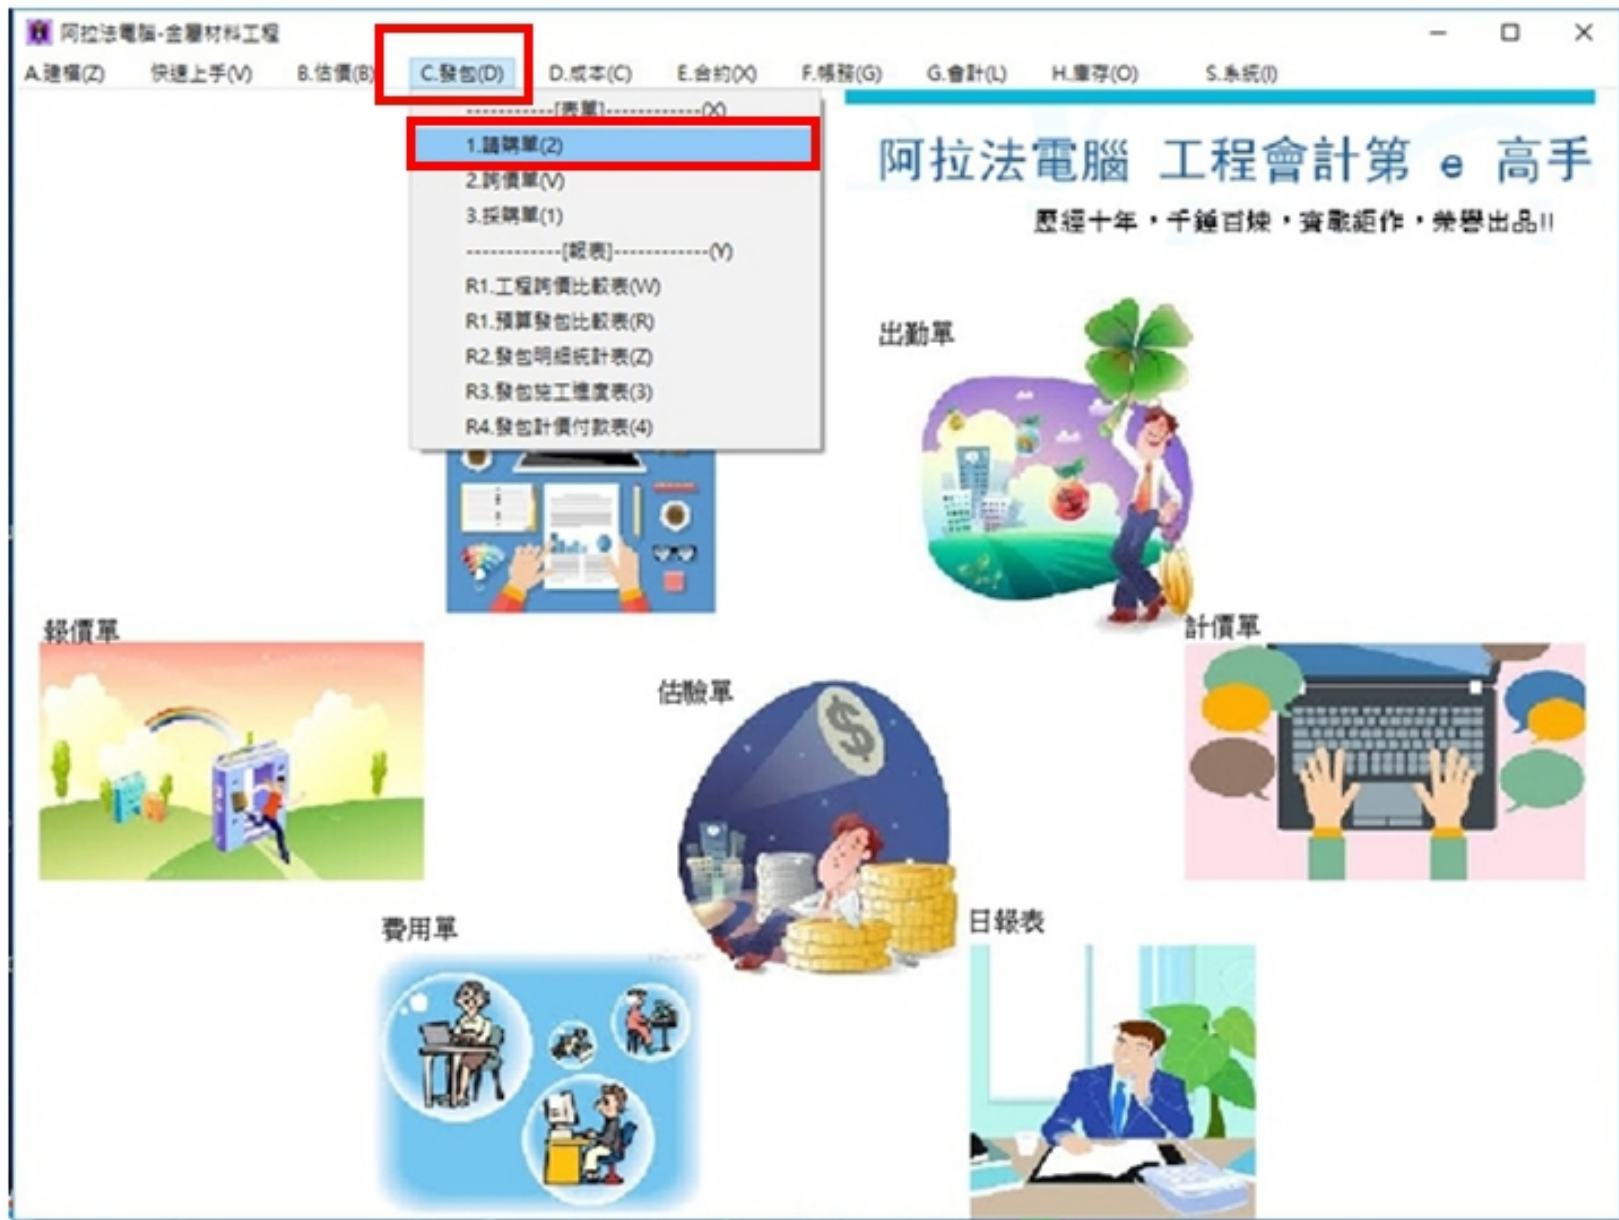 阿拉法電腦-金屬材料工程
A.建檔(Z) 快速上手(V) B.估價(B) C.發包(D) D.成本(C) E.合約(X) F.帳務(G) G.會計(L) H.庫存(O) S.系統(I)
-----------[表單]------------(X)
1.請購單(2)
2.詢價單(V)
3.採購單(1)
------------[報表]------------(Y)
R1.工程詢價比較表(W)
R1.預算發包比較表(R)
R2.發包明細統計表(Z)
R3.發包施工進度表(3)
R4.發包計價付款表(4)
阿拉法電腦 工程會計第 e 高手
歷經十年，千錘百煉，實戰鉅作，榮譽出品!!
出勤單
報價單
計價單
估驗單
費用單
日報表